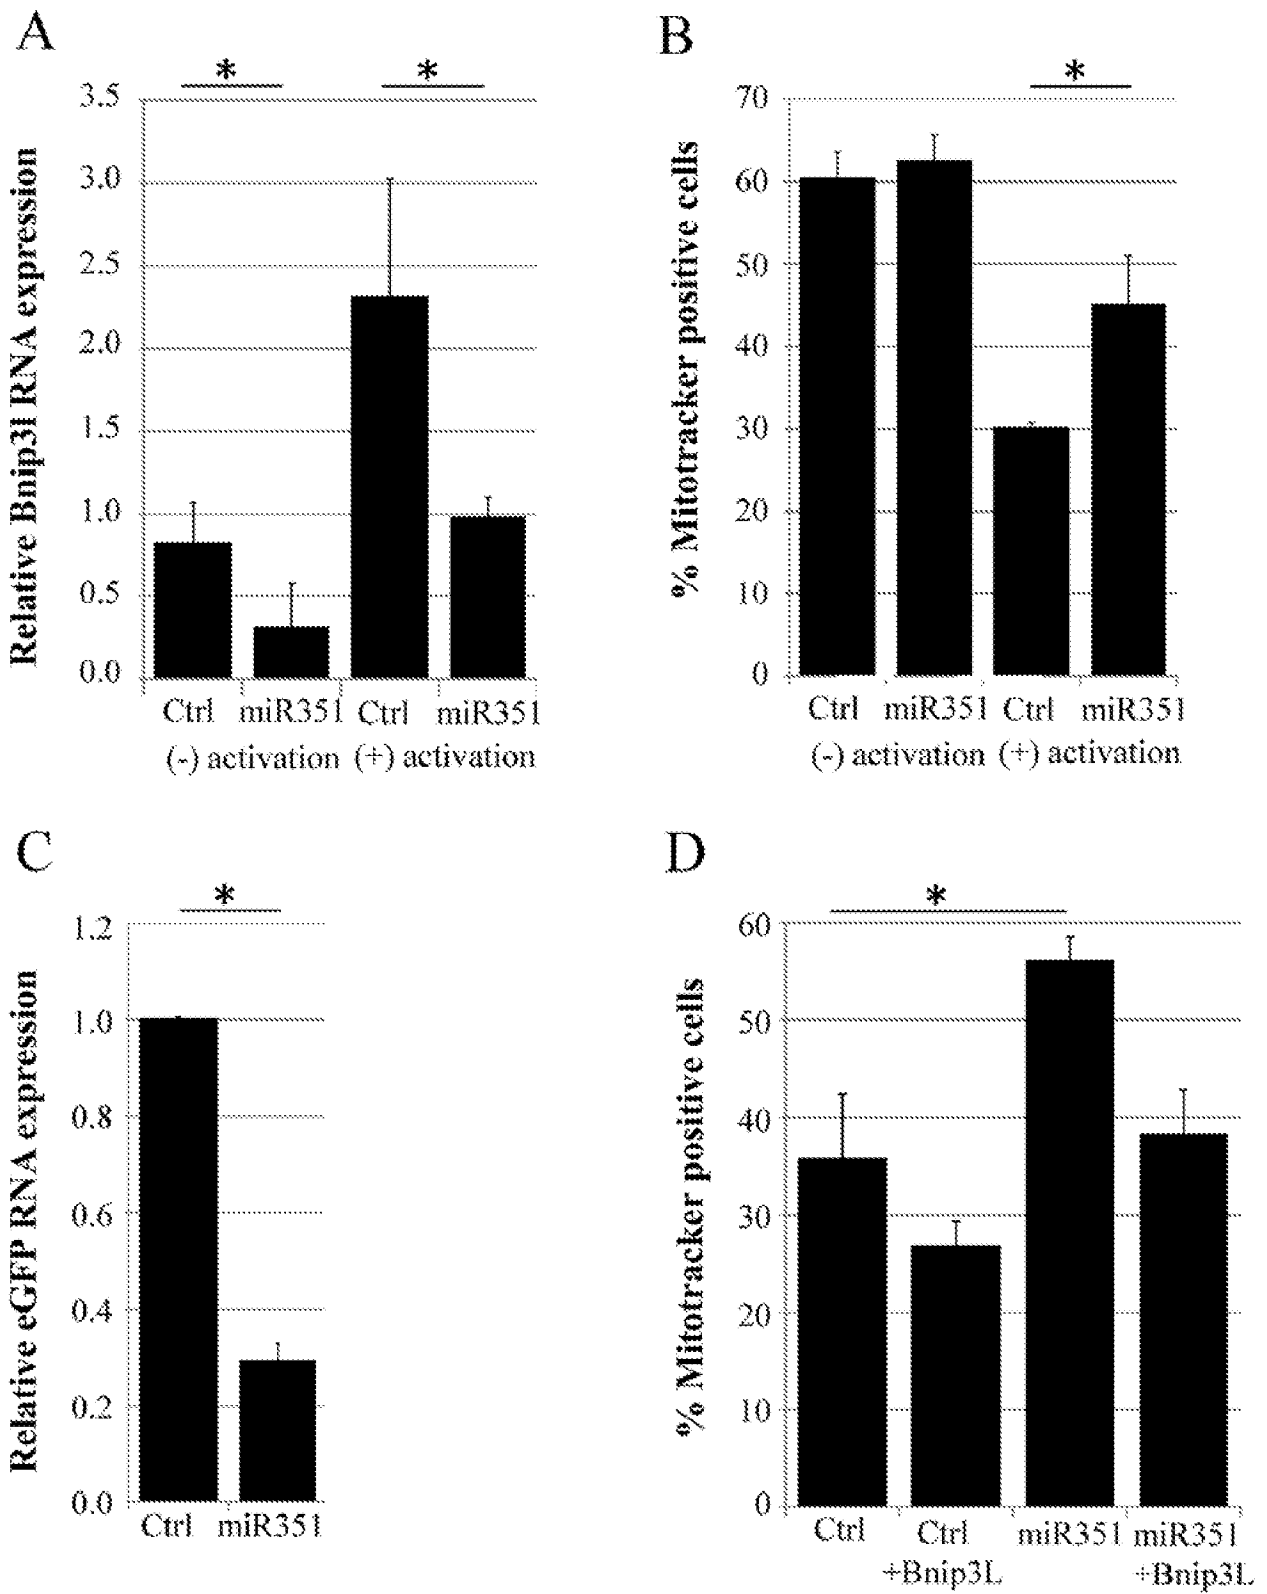 A
*
*
3.5
3.0
2.5
2.0
1.5
1.0
0.5
0.0
Relative Bnip3l RNA expression
Ctrl miR351 Ctrl miR351
(-) activation (+) activation
B
*
70
60
50
40
30
20
10
0
% Mitotracker positive cells
Ctrl miR351 Ctrl miR351
(-) activation (+) activation
C
*
1.2
1.0
0.8
0.6
0.4
0.2
0.0
Relative eGFP RNA expression
Ctrl miR351
D
*
60
50
40
30
20
10
0
% Mitotracker positive cells
Ctrl Ctrl miR351 miR351
+Bnip3L +Bnip3L